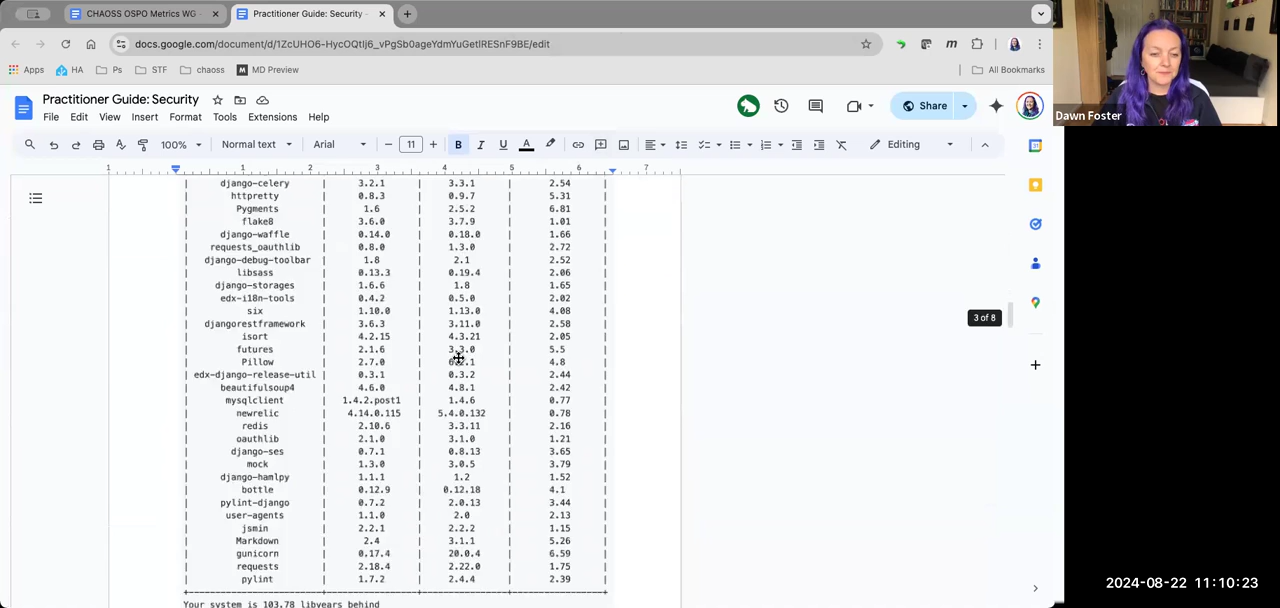 CHAOSS OSPO Metrics WG -
Practitioner Guide: Security -
docs.google.com/document/d/1ZcUHO6-HycOQtIj6_vPgSb0ageYdmYuGetIRESnF9BE/edit
Apps HA Ps STF chaoss MD Preview All Bookmarks
Practitioner Guide: Security
File Edit View Insert Format Tools Extensions Help
Share
100% Normal text Arial 11 B I U A Editing
1 1 2 3 4 5 6 7
django-celery | 3.2.1 | 3.3.1 | 2.54
httpretty | 0.8.3 | 0.9.7 | 5.31
Pygments | 1.6 | 2.5.2 | 6.81
flake8 | 3.6.0 | 3.7.9 | 1.01
django-waffle | 0.14.0 | 0.18.0 | 1.66
requests_oauthlib | 0.8.0 | 1.3.0 | 2.72
django-debug-toolbar | 1.8 | 2.1 | 2.52
libsass | 0.13.3 | 0.19.4 | 2.06
django-storages | 1.6.6 | 1.8 | 1.65
edx-i18n-tools | 0.4.2 | 0.5.0 | 2.02
six | 1.10.0 | 1.13.0 | 4.08
djangorestframework | 3.6.3 | 3.11.0 | 2.58
isort | 4.2.15 | 4.3.21 | 2.05
futures | 2.1.6 | 3.3.0 | 5.5
Pillow | 2.7.0 | 4.8
edx-django-release-util | 0.3.1 | 0.3.2 | 2.44
beautifulsoup4 | 4.6.0 | 4.8.1 | 2.42
mysqlclient | 1.4.2.post1 | 1.4.6 | 0.77
newrelic | 4.14.0.115 | 5.4.0.132 | 0.78
redis | 2.10.6 | 3.3.11 | 2.16
oauthlib | 2.1.0 | 3.1.0 | 1.21
django-ses | 0.7.1 | 0.8.13 | 3.65
mock | 1.3.0 | 3.0.5 | 3.79
django-hamlpy | 1.1.1 | 1.2 | 1.52
bottle | 0.12.9 | 0.12.18 | 4.1
pylint-django | 0.7.2 | 2.0.13 | 3.44
user-agents | 1.1.0 | 2.0 | 2.13
jsmin | 2.2.1 | 2.2.2 | 1.15
Markdown | 2.4 | 3.1.1 | 5.26
gunicorn | 0.17.4 | 20.0.4 | 6.59
requests | 2.18.4 | 2.22.0 | 1.75
pylint | 1.7.2 | 2.4.4 | 2.39
Your system is 103.78 libyears behind
3 of 8
Dawn Foster
2024-08-22 11:10:23